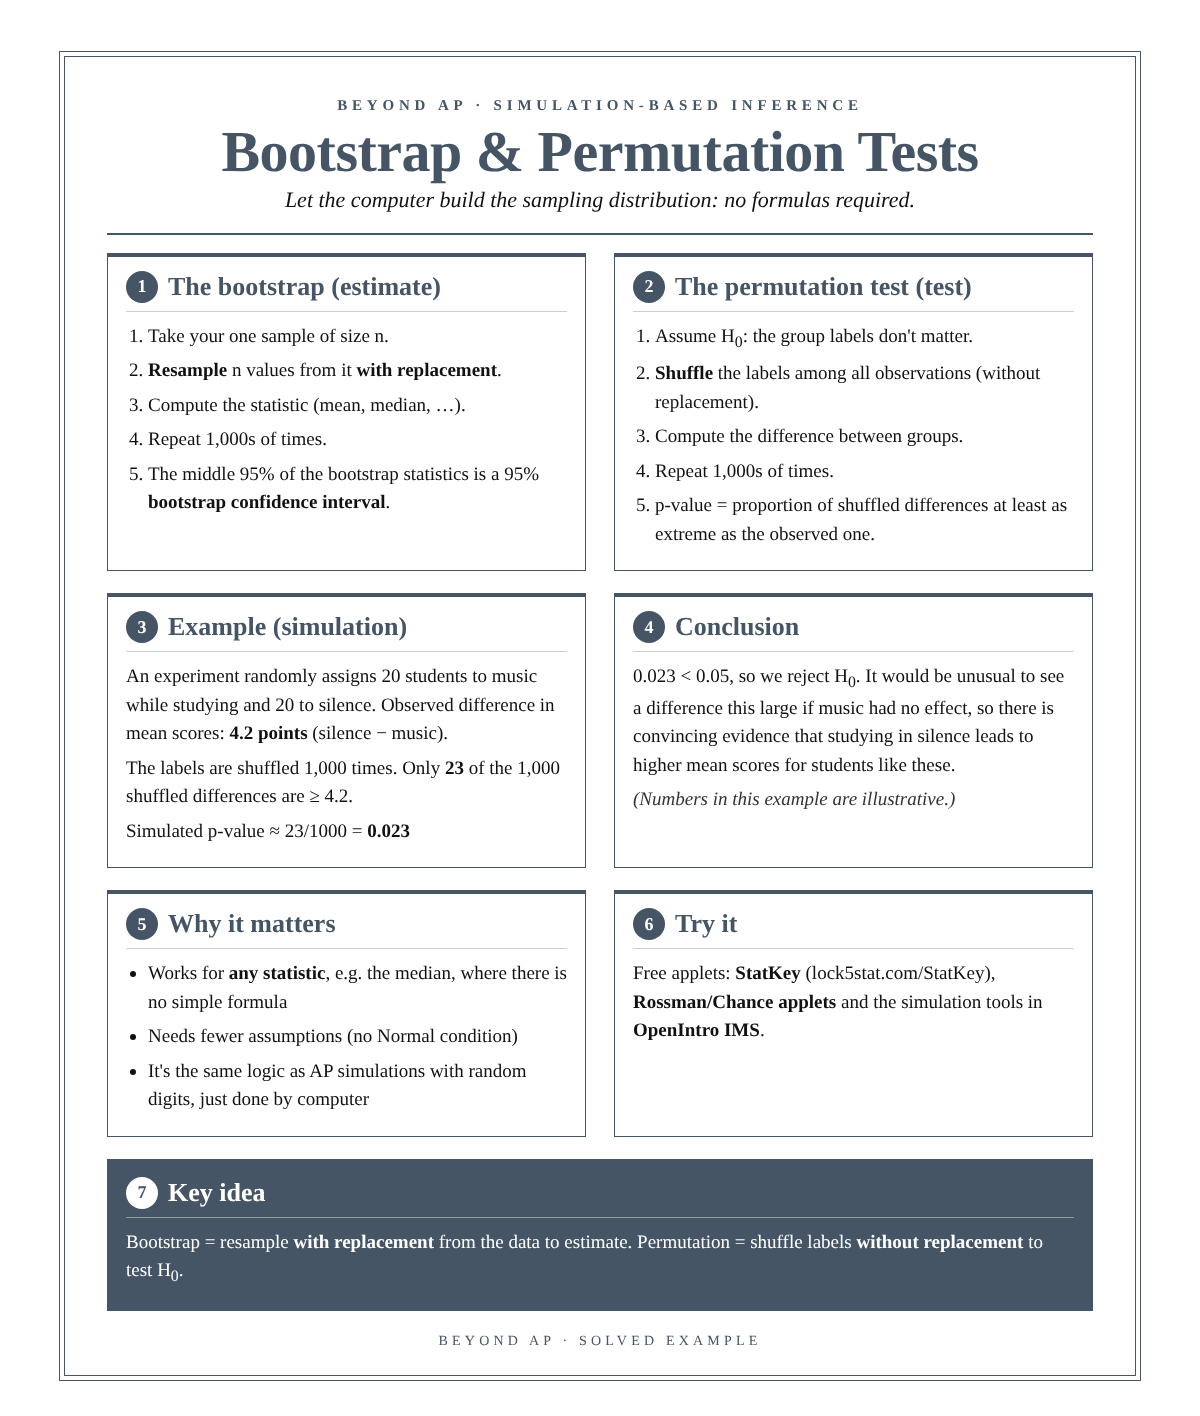 BEYOND AP · SIMULATION-BASED INFERENCE
Bootstrap & Permutation Tests
Let the computer build the sampling distribution: no formulas required.
1 The bootstrap (estimate)
1. Take your one sample of size n.
2. Resample n values from it with replacement.
3. Compute the statistic (mean, median, …).
4. Repeat 1,000s of times.
5. The middle 95% of the bootstrap statistics is a 95%
bootstrap confidence interval.
2 The permutation test (test)
1. Assume H₀: the group labels don't matter.
2. Shuffle the labels among all observations (without
replacement).
3. Compute the difference between groups.
4. Repeat 1,000s of times.
5. p-value = proportion of shuffled differences at least as
extreme as the observed one.
3 Example (simulation)
An experiment randomly assigns 20 students to music
while studying and 20 to silence. Observed difference in
mean scores: 4.2 points (silence − music).
The labels are shuffled 1,000 times. Only 23 of the 1,000
shuffled differences are ≥ 4.2.
Simulated p-value ≈ 23/1000 = 0.023
4 Conclusion
0.023 < 0.05, so we reject H₀. It would be unusual to see
a difference this large if music had no effect, so there is
convincing evidence that studying in silence leads to
higher mean scores for students like these.
(Numbers in this example are illustrative.)
5 Why it matters
• Works for any statistic, e.g. the median, where there is
no simple formula
• Needs fewer assumptions (no Normal condition)
• It's the same logic as AP simulations with random
digits, just done by computer
6 Try it
Free applets: StatKey (lock5stat.com/StatKey),
Rossman/Chance applets and the simulation tools in
OpenIntro IMS.
7 Key idea
Bootstrap = resample with replacement from the data to estimate. Permutation = shuffle labels without replacement to
test H₀.
BEYOND AP · SOLVED EXAMPLE